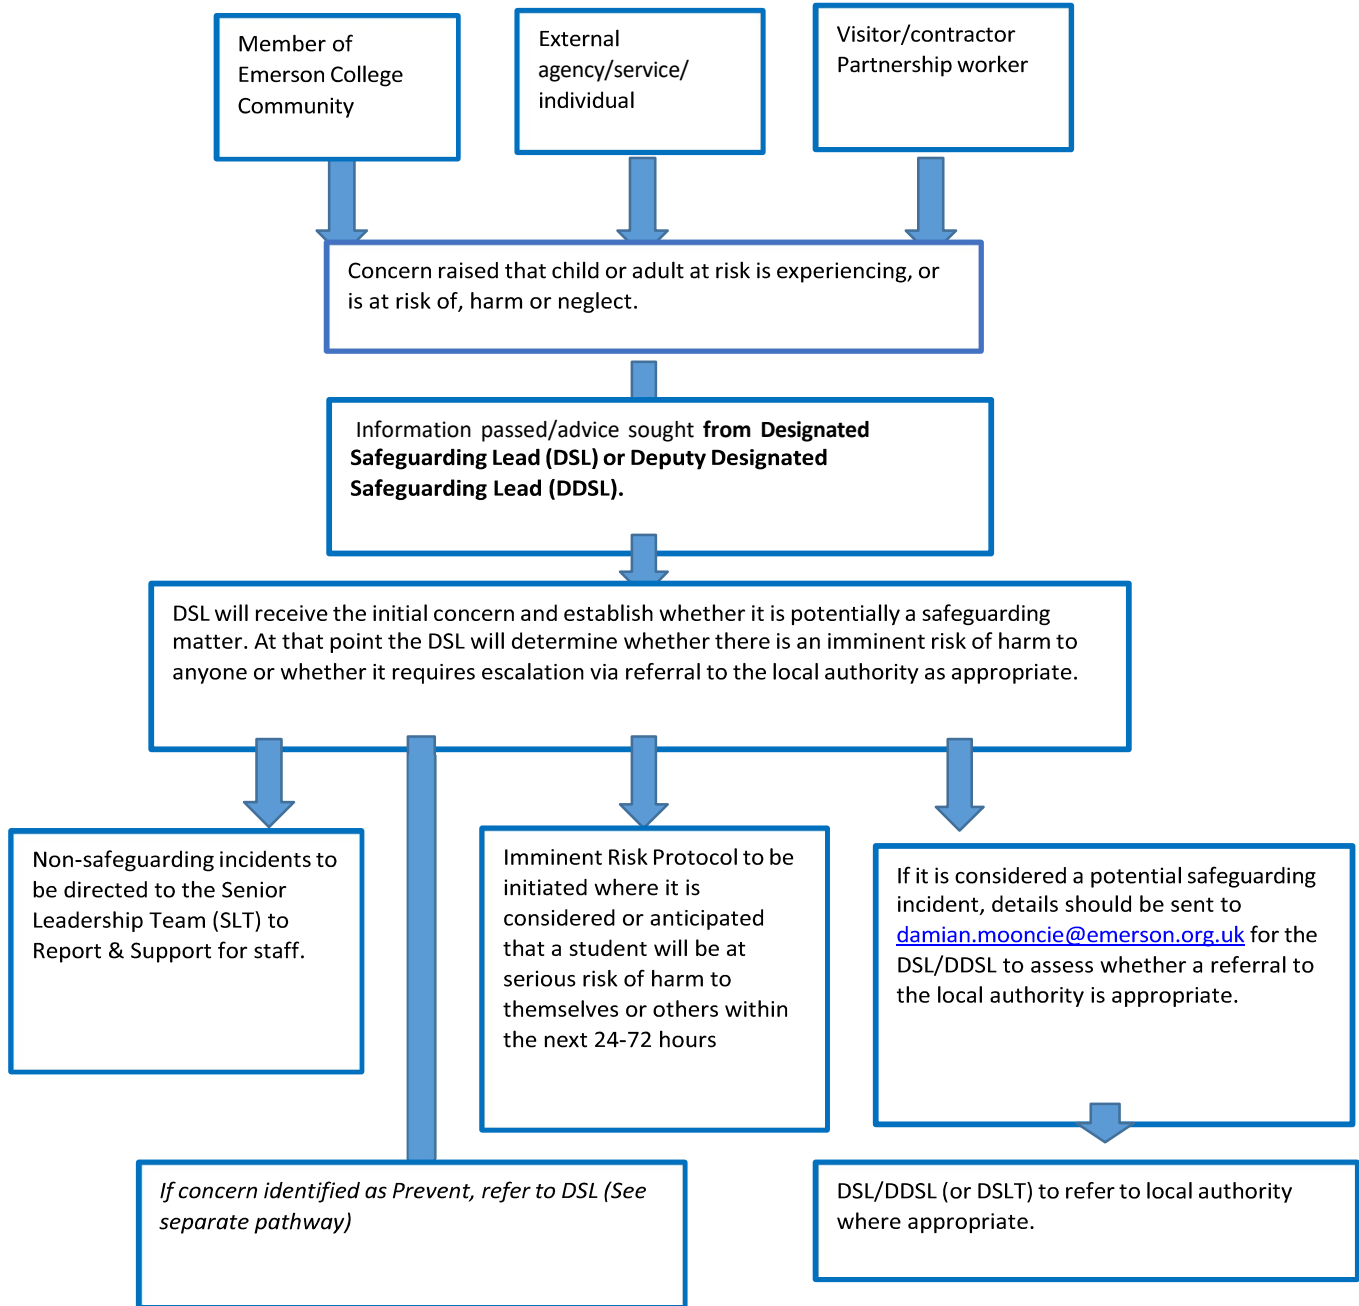 Member of
Emerson College
Community
External
agency/service/
individual
Visitor/contractor
Partnership worker
Concern raised that child or adult at risk is experiencing, or
is at risk of, harm or neglect.
Information passed/advice sought from Designated
Safeguarding Lead (DSL) or Deputy Designated
Safeguarding Lead (DDSL).
DSL will receive the initial concern and establish whether it is potentially a safeguarding
matter. At that point the DSL will determine whether there is an imminent risk of harm to
anyone or whether it requires escalation via referral to the local authority as appropriate.
Non-safeguarding incidents to
be directed to the Senior
Leadership Team (SLT) to
Report & Support for staff.
Imminent Risk Protocol to be
initiated where it is
considered or anticipated
that a student will be at
serious risk of harm to
themselves or others within
the next 24-72 hours
If it is considered a potential safeguarding
incident, details should be sent to
damian.mooncie@emerson.org.uk for the
DSL/DDSL to assess whether a referral to
the local authority is appropriate.
If concern identified as Prevent, refer to DSL (See
separate pathway)
DSL/DDSL (or DSLT) to refer to local authority
where appropriate.